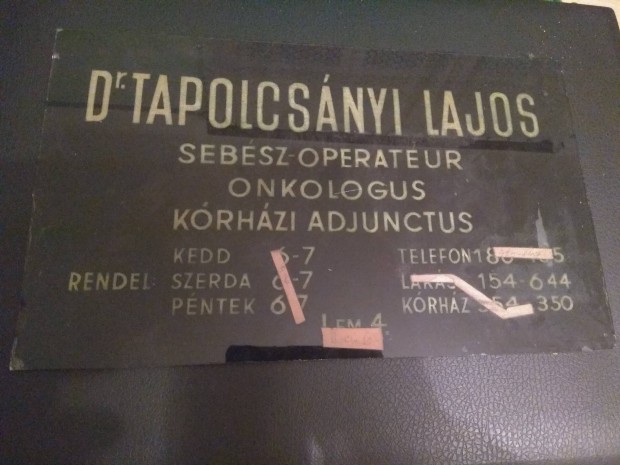 Dr. TAPOLCSÁNYI LAJOS
SEBÉSZ-OPERATEUR
ONKOLOGUS
KÓRHÁZI ADJUNCTUS
RENDEL:
KEDD 6-7
SZERDA 6-7
PÉNTEK 6-7
TELEFON
LAKÁS 154-644
KÓRHÁZ 354-350
I.EM.4.